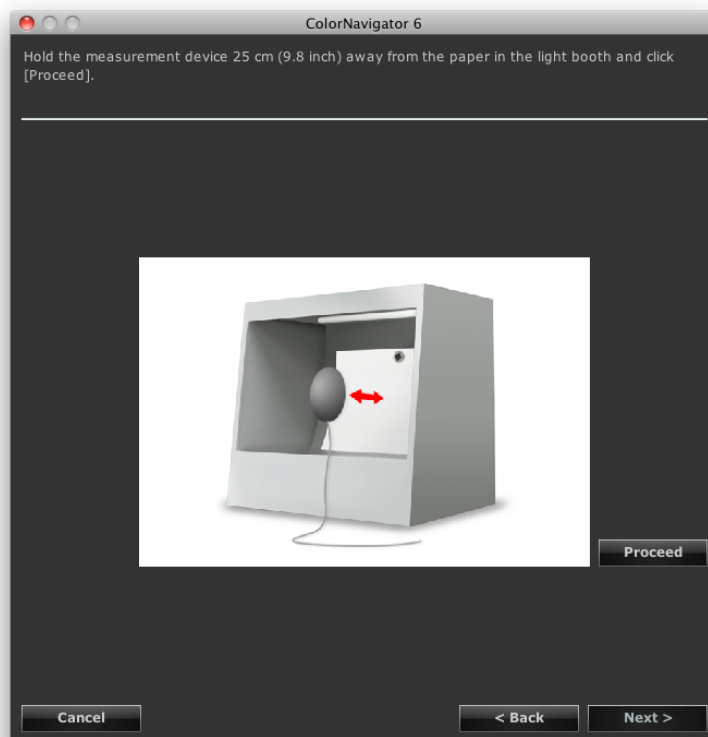 ColorNavigator 6
Hold the measurement device 25 cm (9.8 inch) away from the paper in the light booth and click
[Proceed].
Proceed
Cancel
< Back
Next >